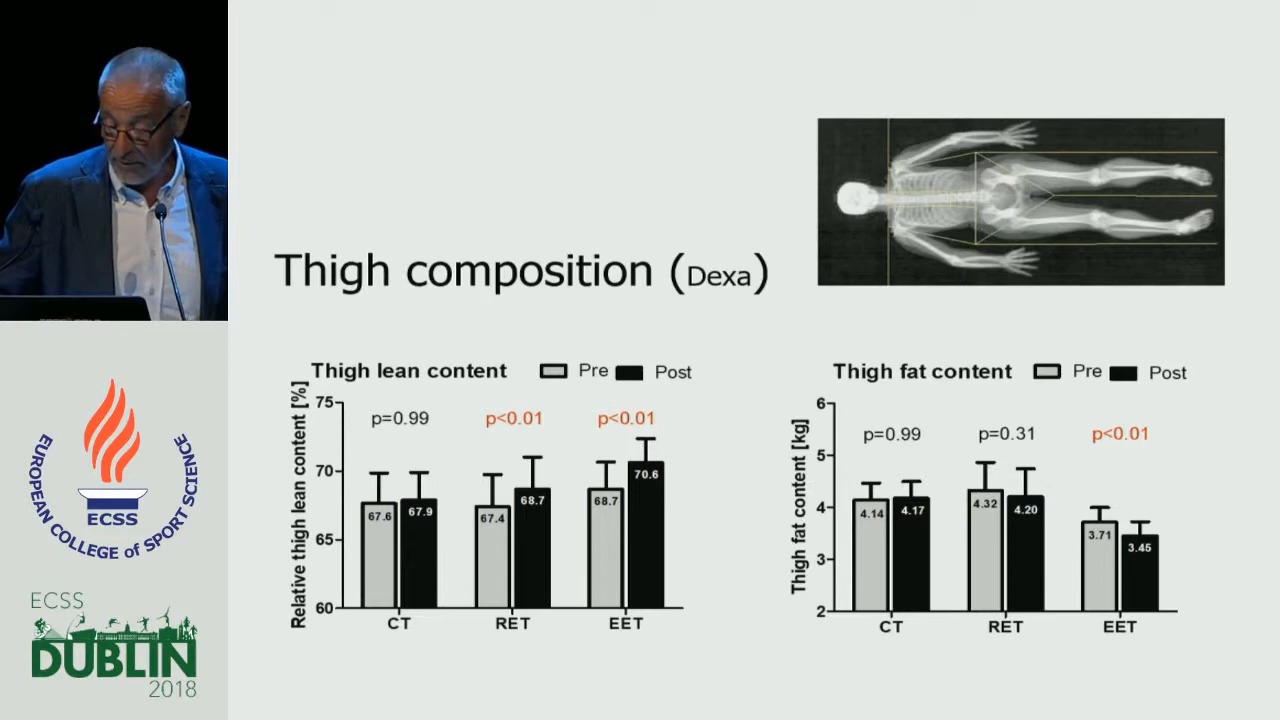 Thigh composition (Dexa)
Thigh lean content
Pre
Post
Relative thigh lean content [%]
75
70
65
60
p=0.99
p<0.01
p<0.01
67.6
67.9
67.4
68.7
68.7
70.6
CT
RET
EET
Thigh fat content
Pre
Post
Thigh fat content [kg]
6
5
4
3
2
p=0.99
p=0.31
p<0.01
4.14
4.17
4.32
4.20
3.71
3.45
CT
RET
EET
EUROPEAN COLLEGE of SPORT SCIENCE
ECSS
ECSS
DUBLIN
2018